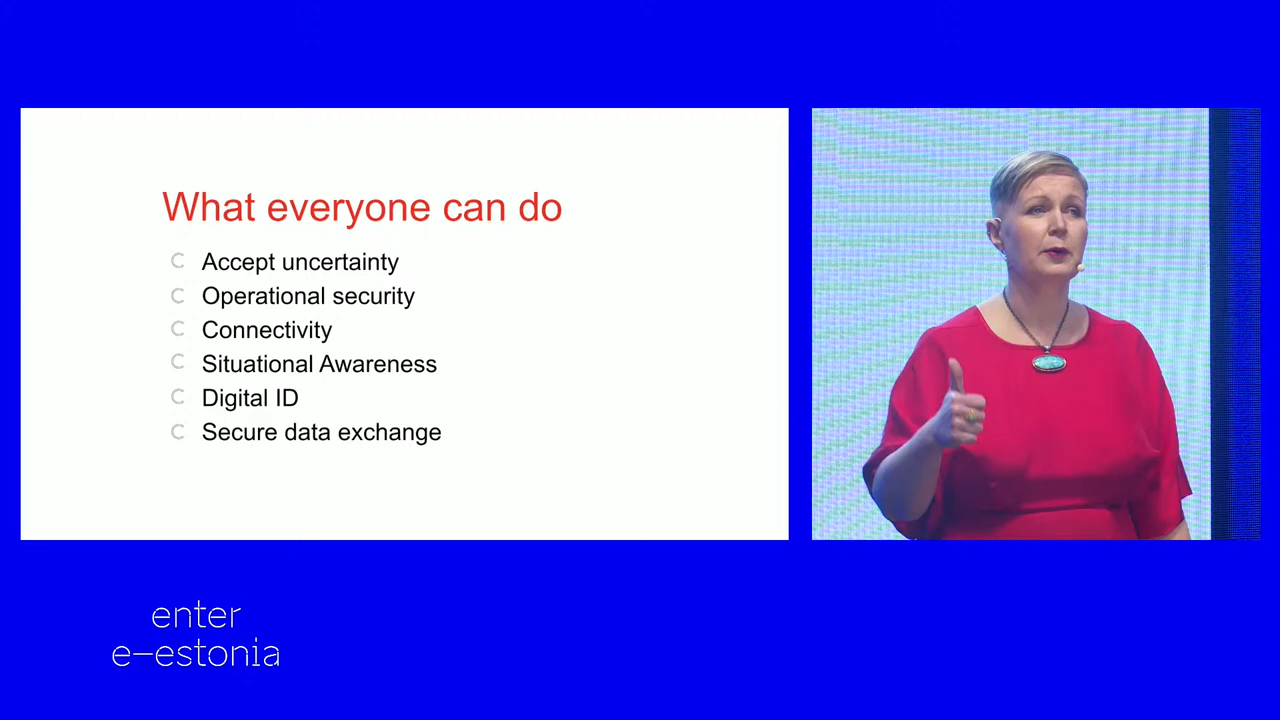 What everyone can do
Accept uncertainty
Operational security
Connectivity
Situational Awareness
Digital ID
Secure data exchange
enter
e–estonia